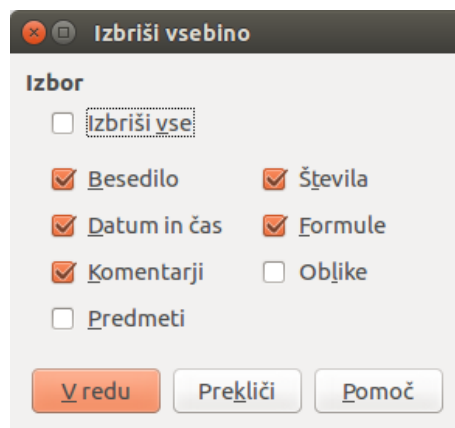 Izbriši vsebino
Izbor
Izbriši vse
Besedilo Števila
Datum in čas Formule
Komentarji Oblike
Predmeti
V redu Prekliči Pomoč